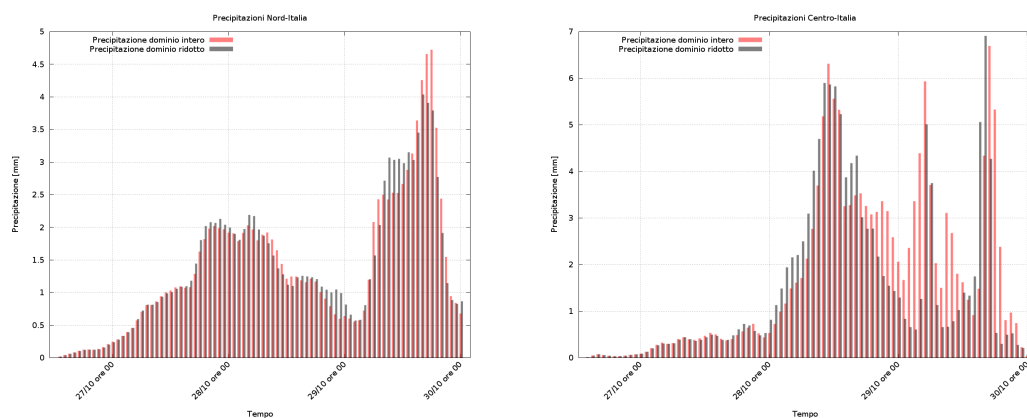 Precipitazioni Nord-Italia
Precipitazione dominio intero
Precipitazione dominio ridotto
Precipitazione [mm]
5
4.5
4
3.5
3
2.5
2
1.5
1
0.5
0
27/10 ore 00
28/10 ore 00
29/10 ore 00
30/10 ore 00
Tempo
Precipitazioni Centro-Italia
Precipitazione dominio intero
Precipitazione dominio ridotto
Precipitazione [mm]
7
6
5
4
3
2
1
0
27/10 ore 00
28/10 ore 00
29/10 ore 00
30/10 ore 00
Tempo